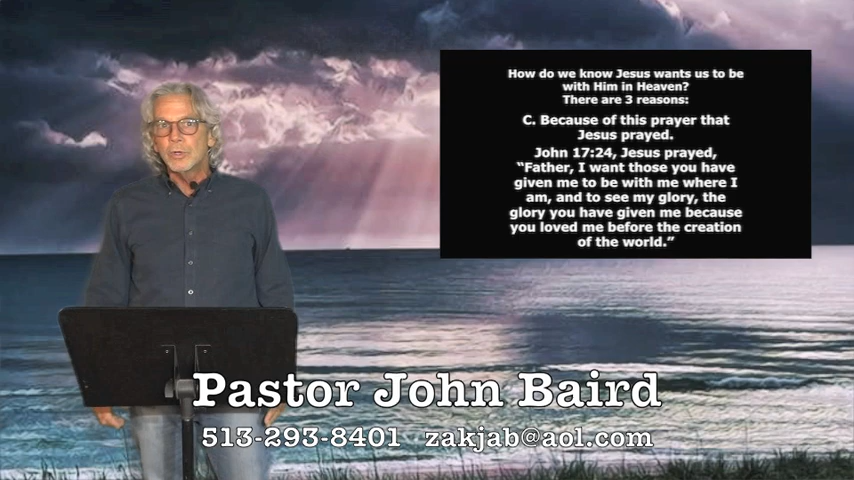 How do we know Jesus wants us to be
with Him in Heaven?
There are 3 reasons:
C. Because of this prayer that
Jesus prayed.
John 17:24, Jesus prayed,
“Father, I want those you have
given me to be with me where I
am, and to see my glory, the
glory you have given me because
you loved me before the creation
of the world.”
Pastor John Baird
513-293-8401 zakjab@aol.com